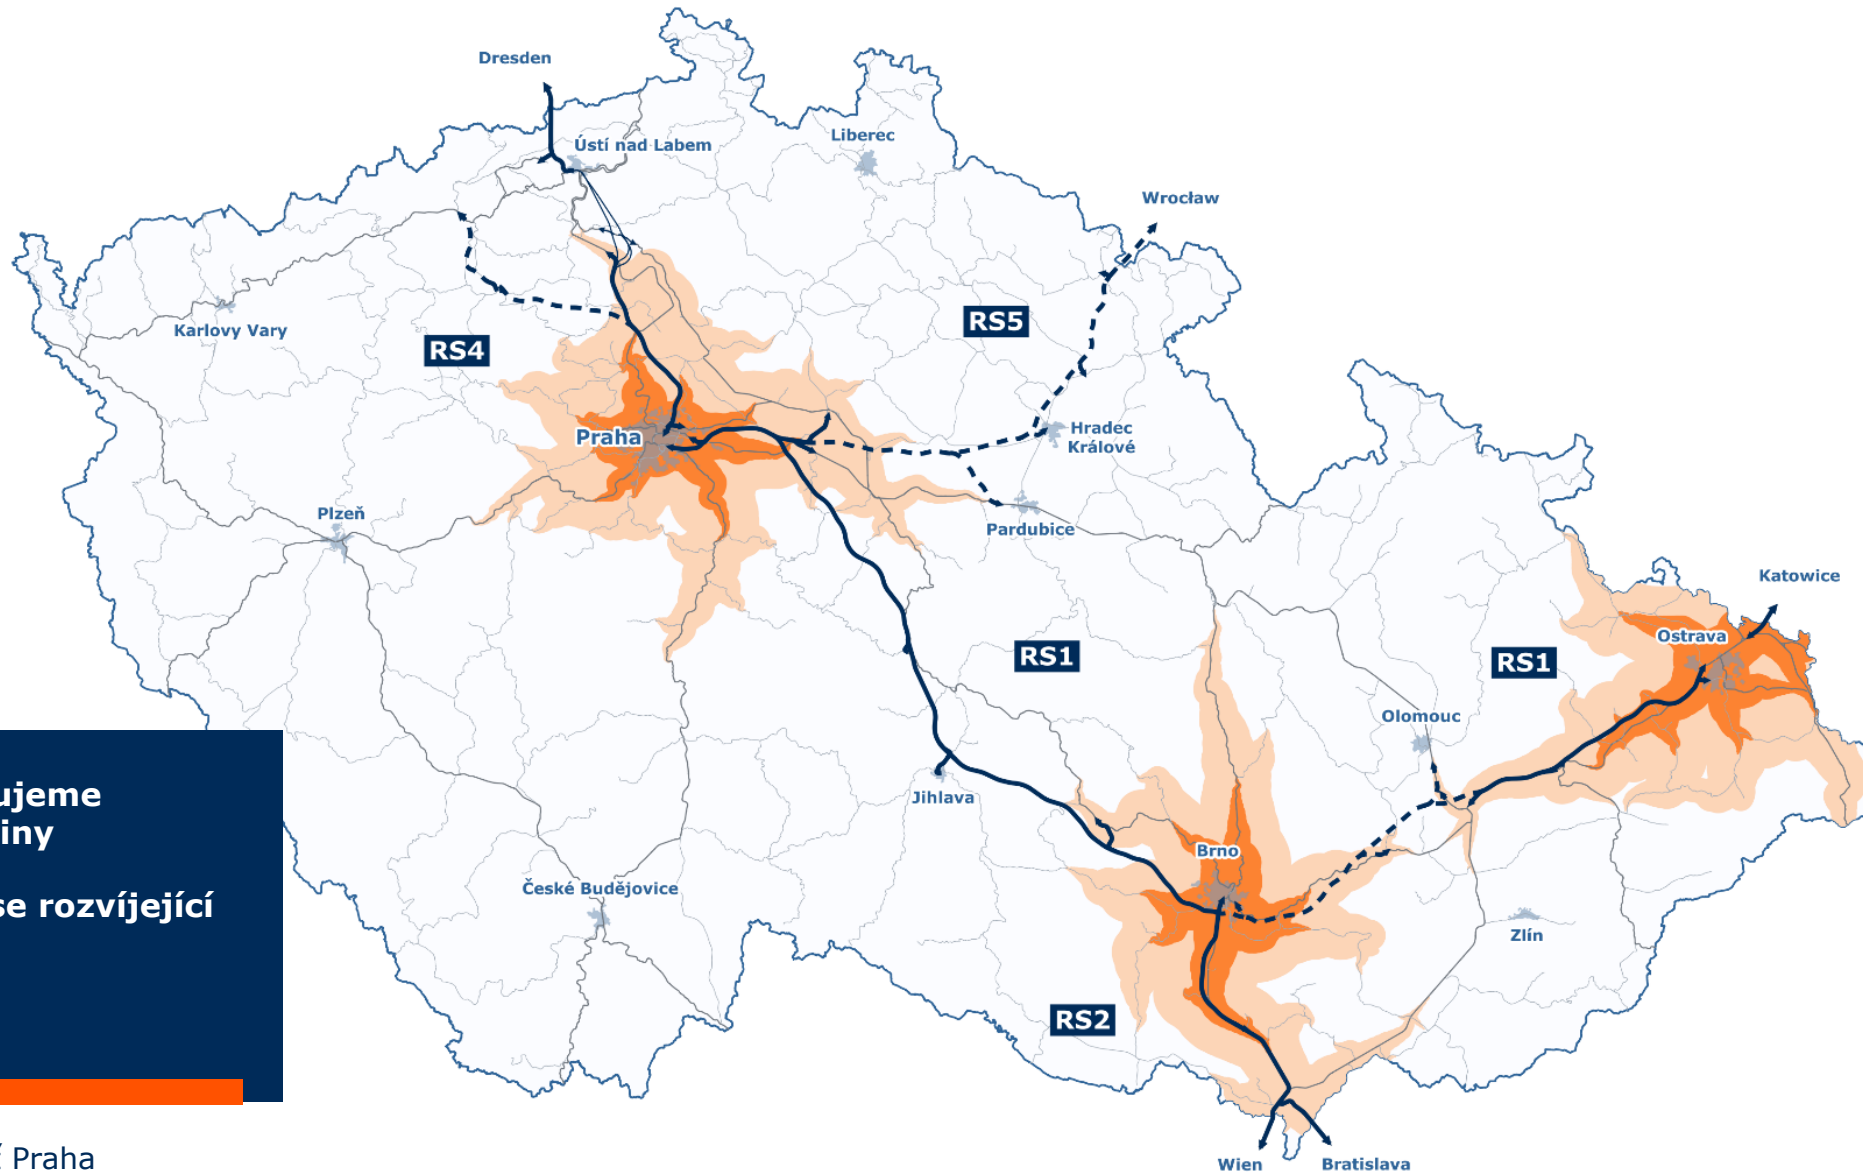 Dresden
Ústí nad Labem
Liberec
Wrocław
Karlovy Vary
RS4
RS5
Praha
Hradec
Králové
Plzeň
Pardubice
Katowice
Ostrava
RS1
RS1
Olomouc
Jihlava
Brno
České Budějovice
Zlín
RS2
Wien
Bratislava
ujeme
iny
se rozvíjející
Praha